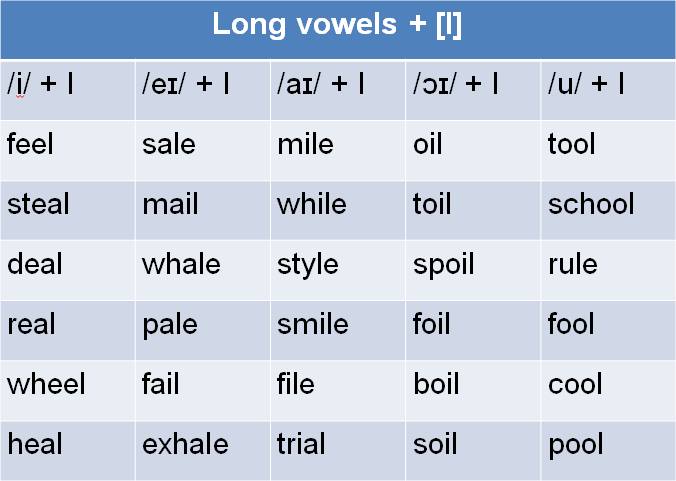 Long vowels + [l]
/i/ + l /eɪ/ + l /aɪ/ + l /ɔɪ/ + l /u/ + l
feel sale mile oil tool
steal mail while toil school
deal whale style spoil rule
real pale smile foil fool
wheel fail file boil cool
heal exhale trial soil pool